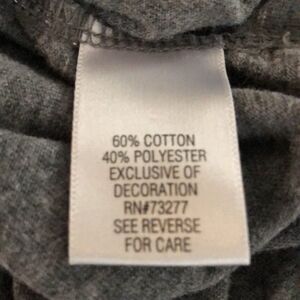 60% COTTON
40% POLYESTER
EXCLUSIVE OF
DECORATION
RN#73277
SEE REVERSE
FOR CARE